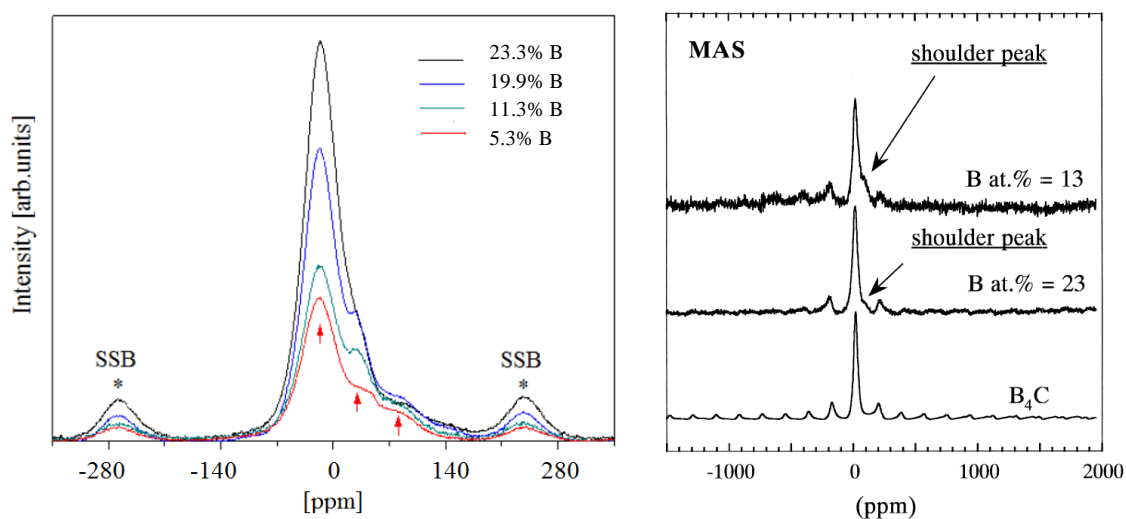 23.3% B
19.9% B
11.3% B
5.3% B
Intensity [arb.units]
SSB
*
SSB
*
-280
-140
0
140
280
[ppm]
MAS
shoulder peak
B at.% = 13
shoulder peak
B at.% = 23
B₄C
-1000
0
1000
2000
(ppm)